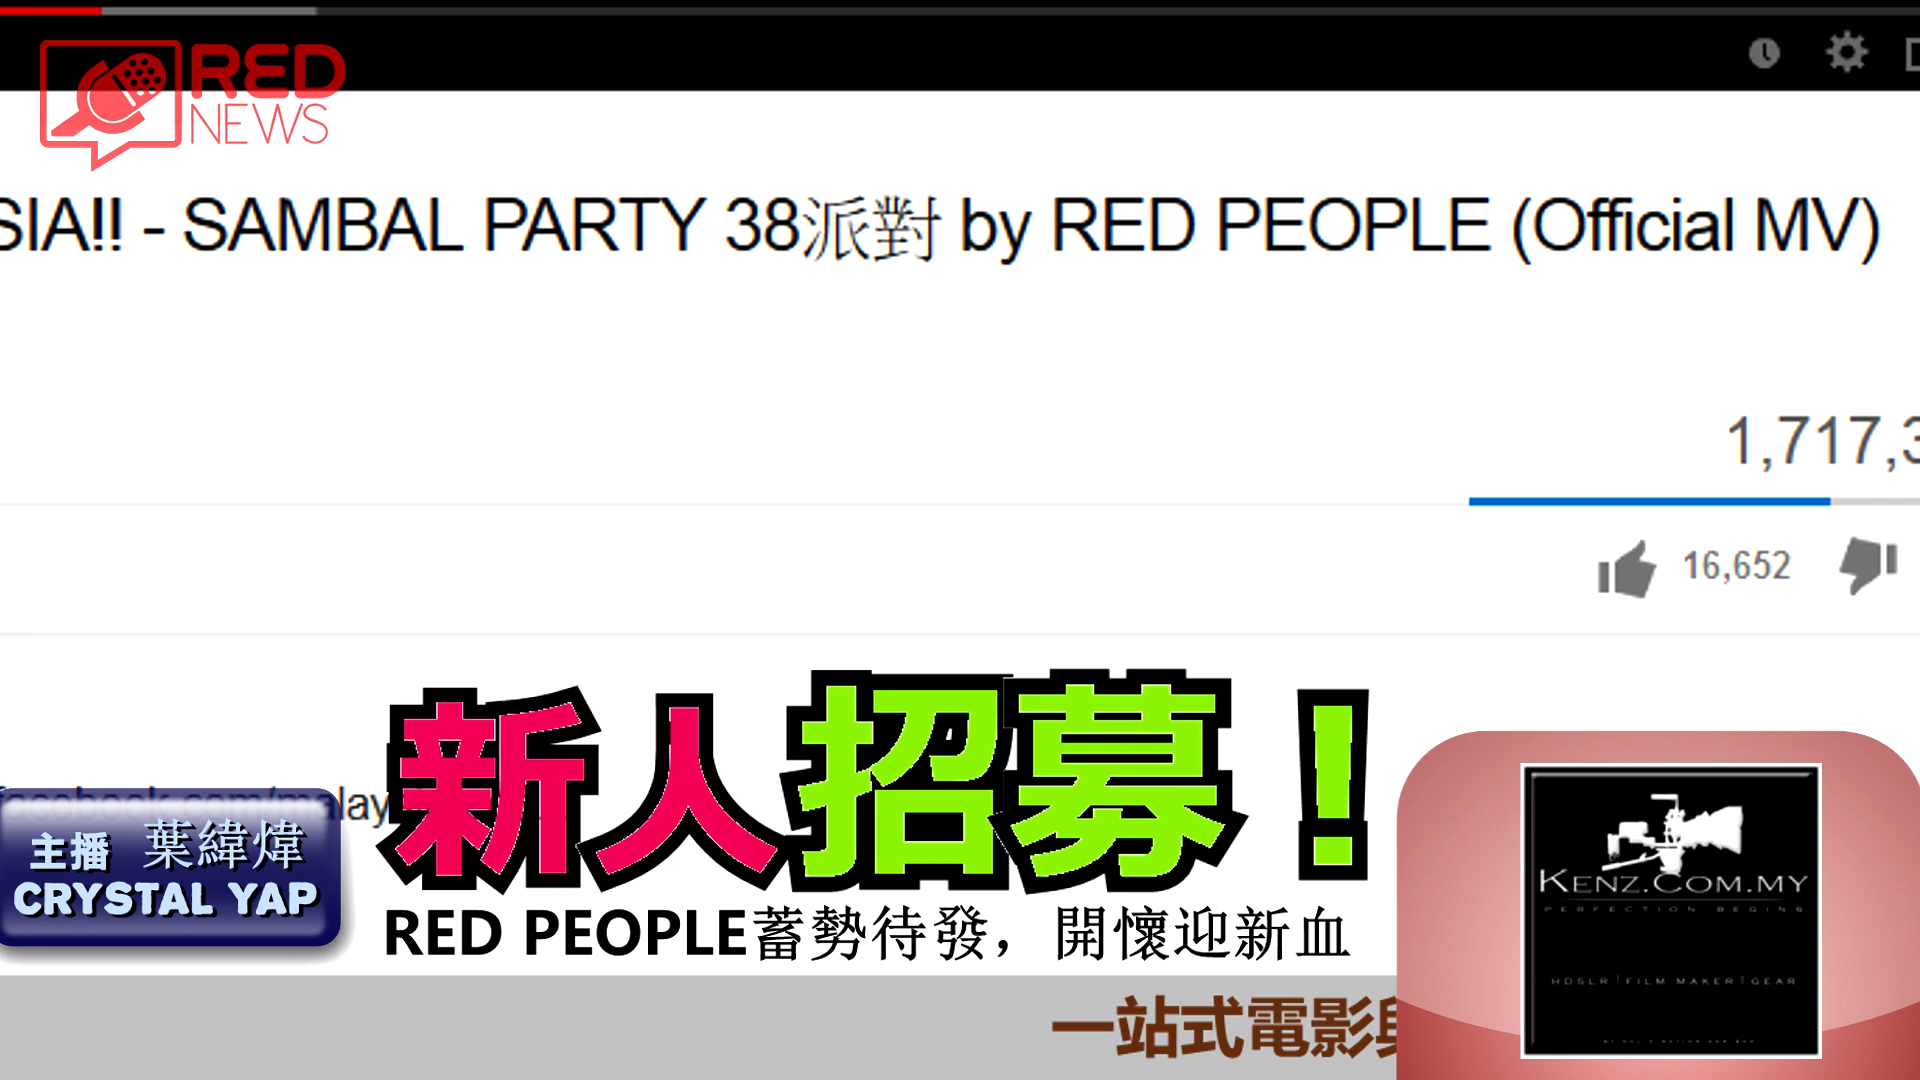 RED
NEWS
SIA!! - SAMBAL PARTY 38派對 by RED PEOPLE (Official MV)
1,717,3
16,652
新人招募！
主播 葉緯煒
CRYSTAL YAP
RED PEOPLE蓄勢待發，開懷迎新血
KENZ.COM.MY
PERFECTION BEGINS
HDSLR | FILM MAKER | GEAR
一站式電影與